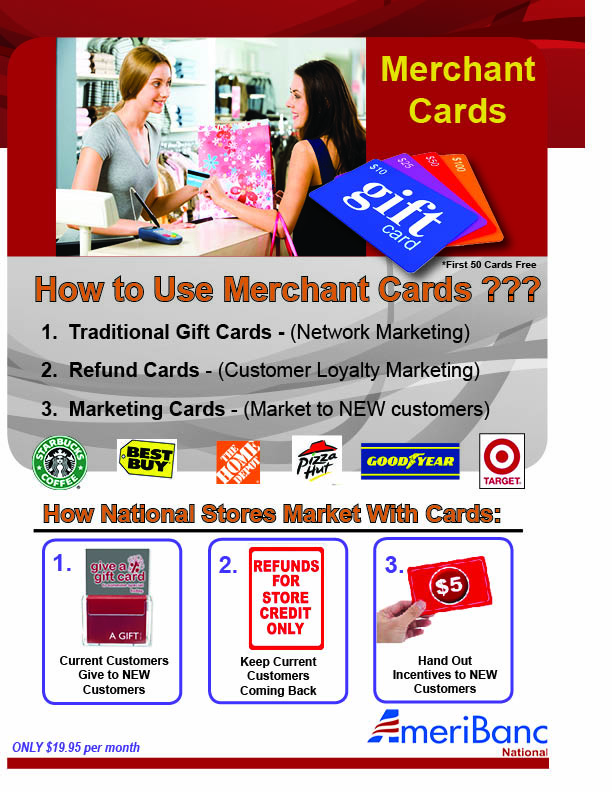 Merchant
Cards
$10
$25
$50
$100
gift
card
*First 50 Cards Free
How to Use Merchant Cards ???
1. Traditional Gift Cards - (Network Marketing)
2. Refund Cards - (Customer Loyalty Marketing)
3. Marketing Cards - (Market to NEW customers)
STARBUCKS
COFFEE
BEST
BUY
THE
HOME
DEPOT
Pizza
Hut
GOODYEAR
TARGET
How National Stores Market With Cards:
1.
give a
gift card
to someone special
today
A GIFT
Current Customers
Give to NEW
Customers
2.
REFUNDS
FOR
STORE
CREDIT
ONLY
Keep Current
Customers
Coming Back
3.
$5
Hand Out
Incentives to NEW
Customers
AmeriBanc
National
ONLY $19.95 per month